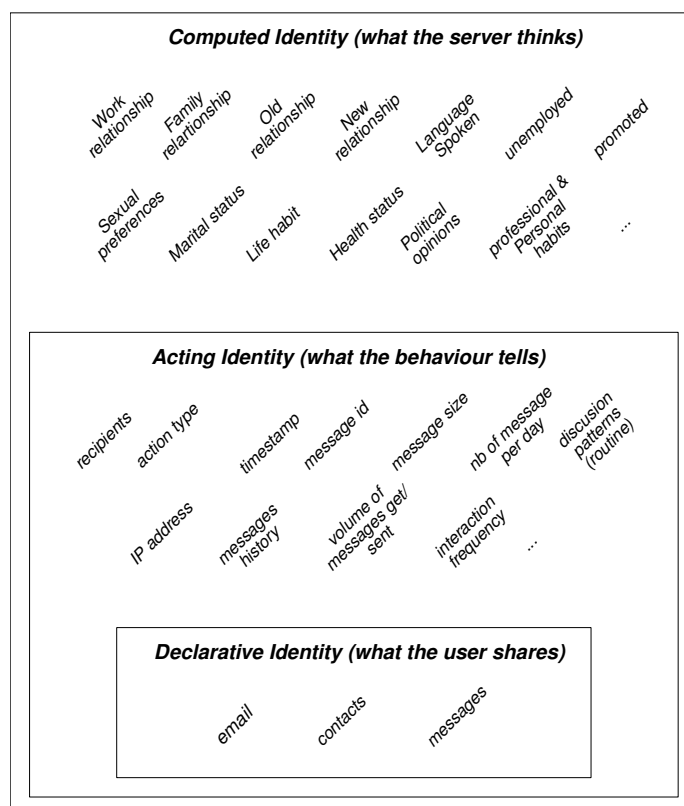 Computed Identity (what the server thinks)
Work
relationship
Family
relartionship
Old
relationship
New
relationship
Language
Spoken
unemployed
promoted
Sexual
preferences
Marital status
Life habit
Health status
Political
opinions
professional &
Personal
habits
...
Acting Identity (what the behaviour tells)
recipients
action type
timestamp
message id
message size
nb of message
per day
discusion
patterns
(routine)
IP address
messages
history
volume of
messages get/
sent
interaction
frequency
...
Declarative Identity (what the user shares)
email
contacts
messages